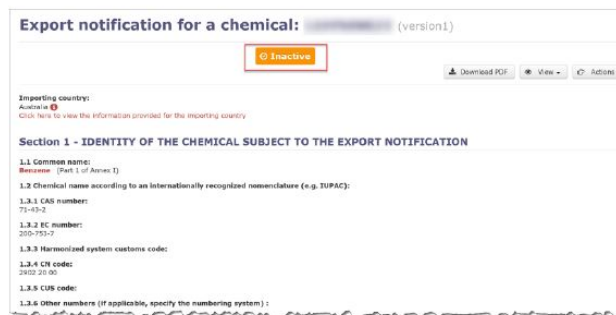 Export notification for a chemical: (version1)
Inactive
Download PDF View Actions
Importing country:
Australia
Click here to view the information provided for the importing country
Section 1 - IDENTITY OF THE CHEMICAL SUBJECT TO THE EXPORT NOTIFICATION
1.1 Common name:
Benzene (Part 1 of Annex I)
1.2 Chemical name according to an internationally recognized nomenclature (e.g. IUPAC):
1.3.1 CAS number:
71-43-2
1.3.2 EC number:
200-753-7
1.3.3 Harmonized system customs code:
1.3.4 CN code:
2902 20 00
1.3.5 CUS code:
1.3.6 Other numbers (if applicable, specify the numbering system) :